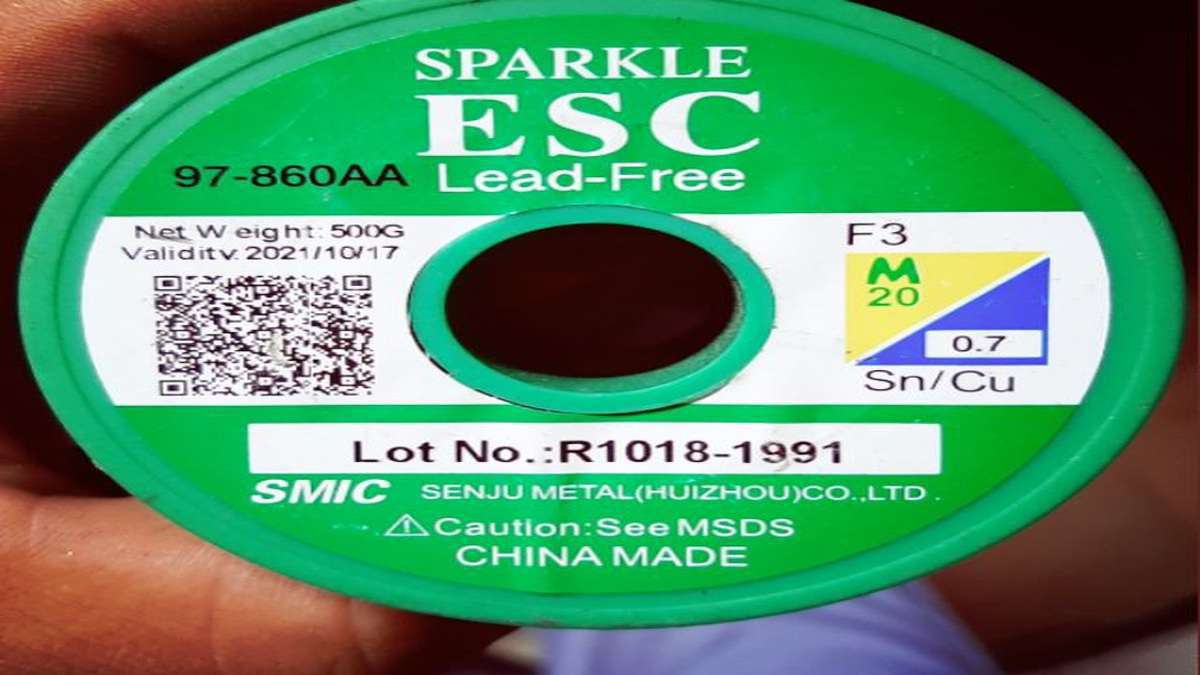 SPARKLE
ESC
97-860AA Lead-Free
Net Weight: 500G
Validity: 2021/10/17
F3
M
20
0.7
Sn/Cu
Lot No.:R1018-1991
SMIC SENJU METAL(HUIZHOU)CO.,LTD.
Caution:See MSDS
CHINA MADE